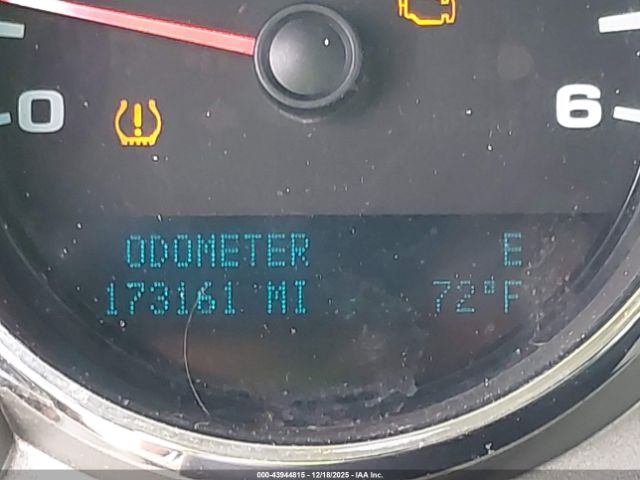 0
6
ODOMETER E
173161 MI 72°F
000-43944815 | 12/18/2025 | IAA Inc.